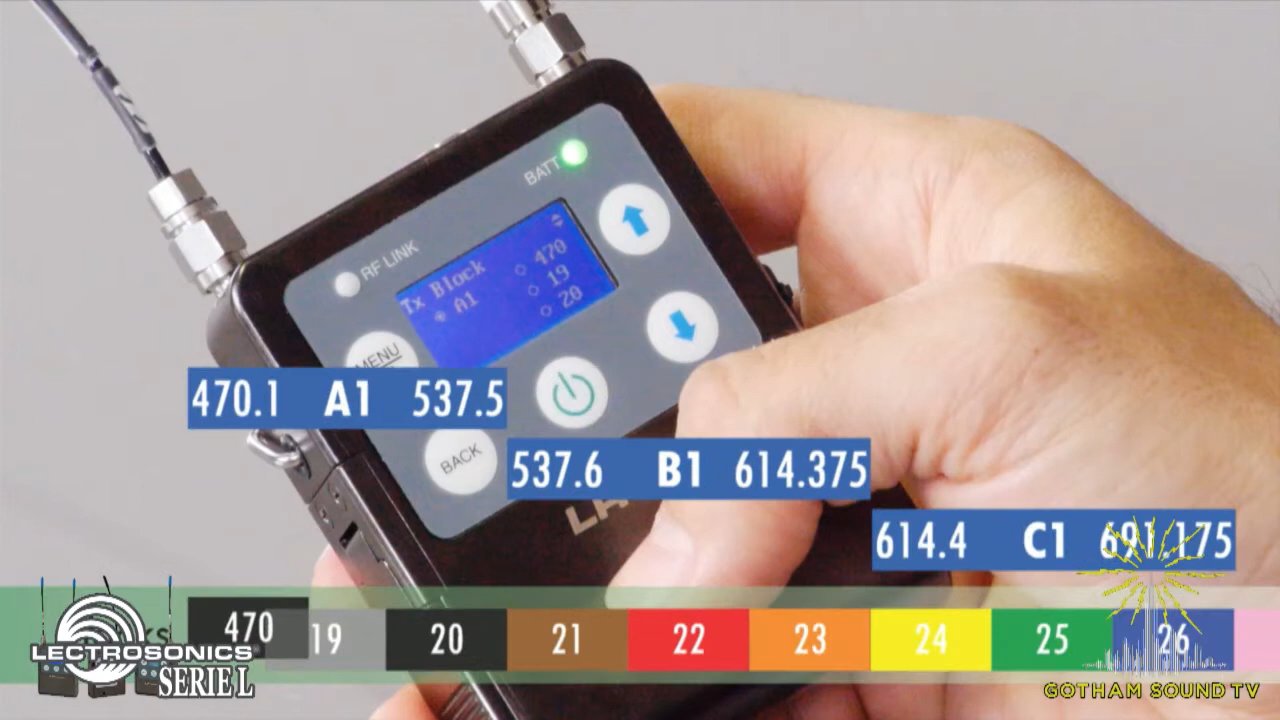 BATT
RF LINK
Tx Block
A1
470
19
20
MENU
BACK
470.1 A1 537.5
537.6 B1 614.375
614.4 C1 691.175
470 19 20 21 22 23 24 25 26
LECTROSONICS
SERIE L
GOTHAM SOUND TV